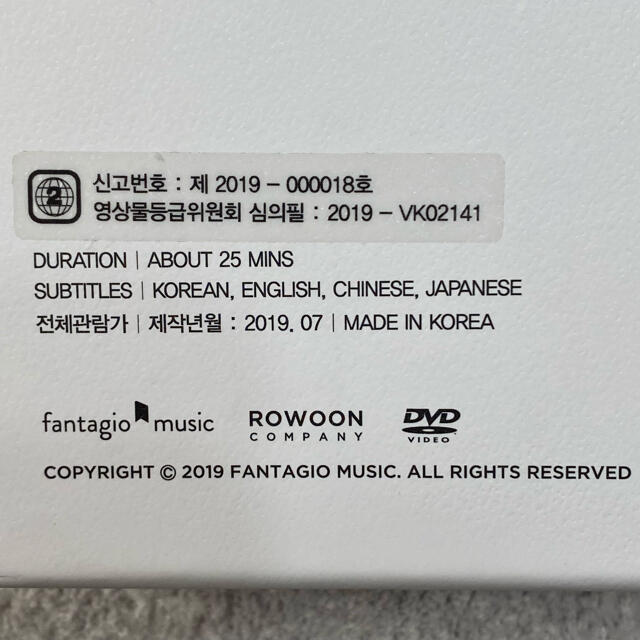 2
신고번호 : 제 2019 - 000018호
영상물등급위원회 심의필 : 2019 - VK02141
DURATION | ABOUT 25 MINS
SUBTITLES | KOREAN, ENGLISH, CHINESE, JAPANESE
전체관람가 | 제작년월 : 2019. 07 | MADE IN KOREA
fantagio music
ROWOON
COMPANY
DVD
VIDEO
COPYRIGHT © 2019 FANTAGIO MUSIC. ALL RIGHTS RESERVED